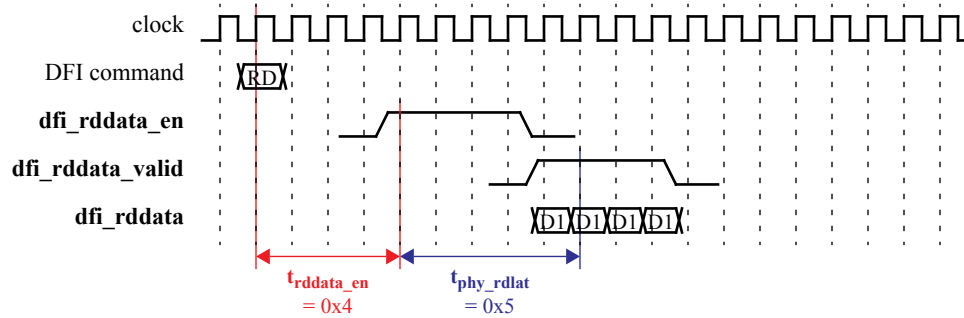 clock
DFI command
RD
dfi_rddata_en
dfi_rddata_valid
dfi_rddata
D1 D1 D1 D1
trddata_en
= 0x4
tphy_rdlat
= 0x5